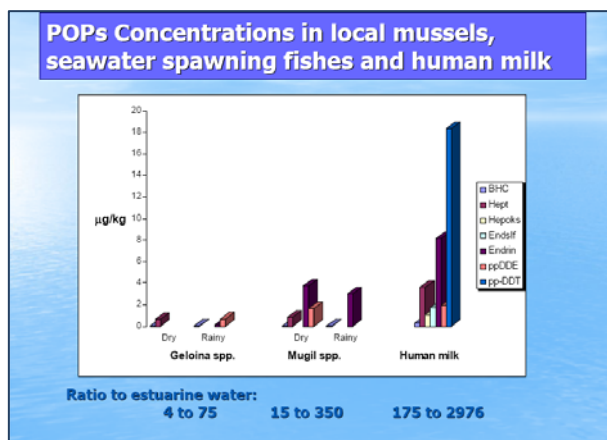 POPs Concentrations in local mussels,
seawater spawning fishes and human milk
20
18
16
14
12
10
8
6
4
2
0
µg/kg
BHC
Hept
Hepoks
Endslf
Endrin
ppDDE
pp-DDT
Dry Rainy Dry Rainy
Geloina spp. Mugil spp. Human milk
Ratio to estuarine water:
4 to 75 15 to 350 175 to 2976